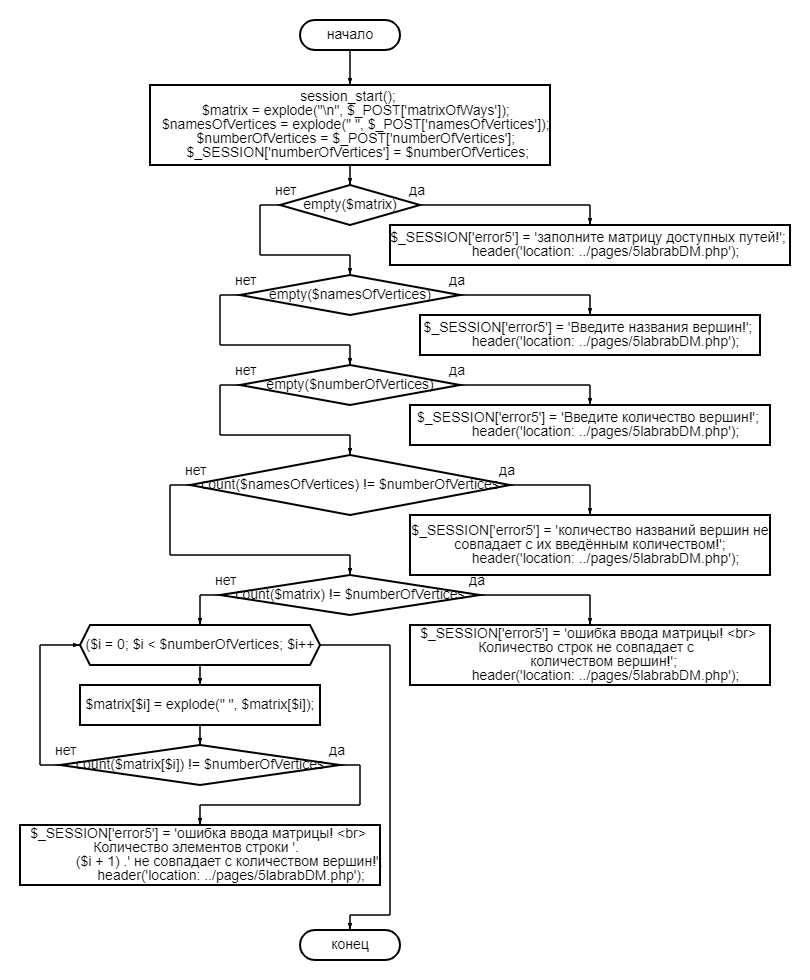 начало
session_start();
$matrix = explode("\n", $_POST['matrixOfWays']);
$namesOfVertices = explode(" ", $_POST['namesOfVertices']);
$numberOfVertices = $_POST['numberOfVertices'];
$_SESSION['numberOfVertices'] = $numberOfVertices;
нет
да
empty($matrix)
$_SESSION['error5'] = 'заполните матрицу доступных путей!';
header('location: ../pages/5labrabDM.php');
нет
да
empty($namesOfVertices)
$_SESSION['error5'] = 'Введите названия вершин!';
header('location: ../pages/5labrabDM.php');
нет
да
empty($numberOfVertices)
$_SESSION['error5'] = 'Введите количество вершин!';
header('location: ../pages/5labrabDM.php');
нет
да
count($namesOfVertices) != $numberOfVertices
$_SESSION['error5'] = 'количество названий вершин не
совпадает с их введённым количеством!';
header('location: ../pages/5labrabDM.php');
нет
да
count($matrix) != $numberOfVertices
$_SESSION['error5'] = 'ошибка ввода матрицы! <br>
Количество строк не совпадает с
количеством вершин!';
header('location: ../pages/5labrabDM.php');
($i = 0; $i < $numberOfVertices; $i++
$matrix[$i] = explode(" ", $matrix[$i]);
нет
да
count($matrix[$i]) != $numberOfVertices
$_SESSION['error5'] = 'ошибка ввода матрицы! <br>
Количество элементов строки '.
($i + 1) .' не совпадает с количеством вершин!'
header('location: ../pages/5labrabDM.php');
конец